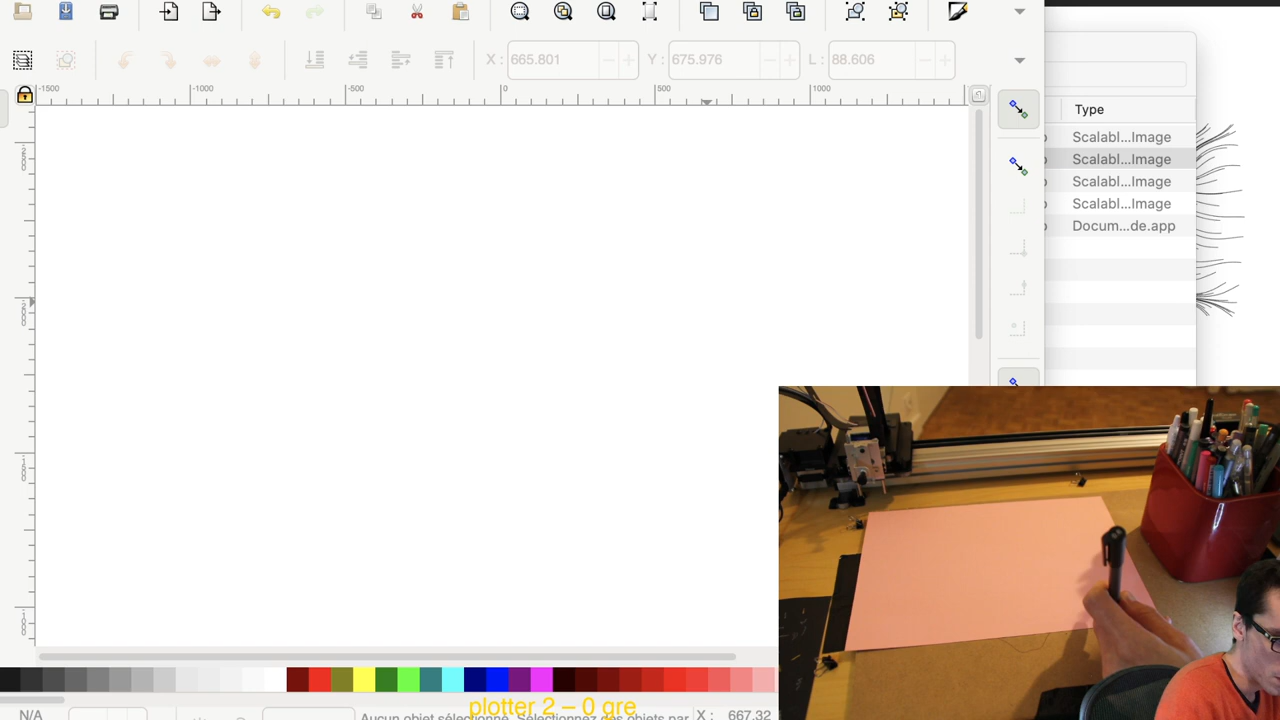 X : 665.801 Y : 675.976 L : 88.606
-1500 -1000 -500 0 500 1000
Type
Scalabl...Image
Scalabl...Image
Scalabl...Image
Scalabl...Image
Docum...de.app
plotter 2 – 0 gre
N/A
Aucun objet sélectionné. Sélectionnez des objets par
X : 667.32